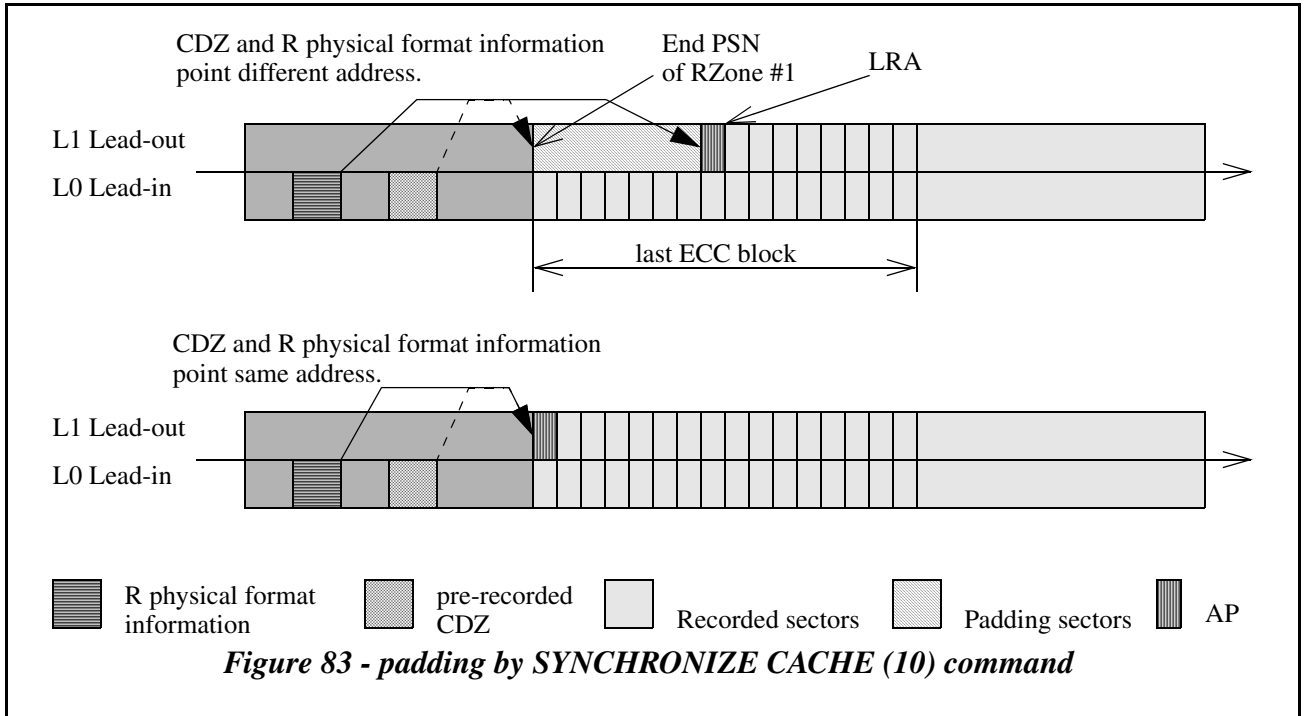 CDZ and R physical format information
point different address.
End PSN
of RZone #1
LRA
L1 Lead-out
L0 Lead-in
last ECC block
CDZ and R physical format information
point same address.
L1 Lead-out
L0 Lead-in
R physical format
information
pre-recorded
CDZ
Recorded sectors
Padding sectors
AP
Figure 83 - padding by SYNCHRONIZE CACHE (10) command